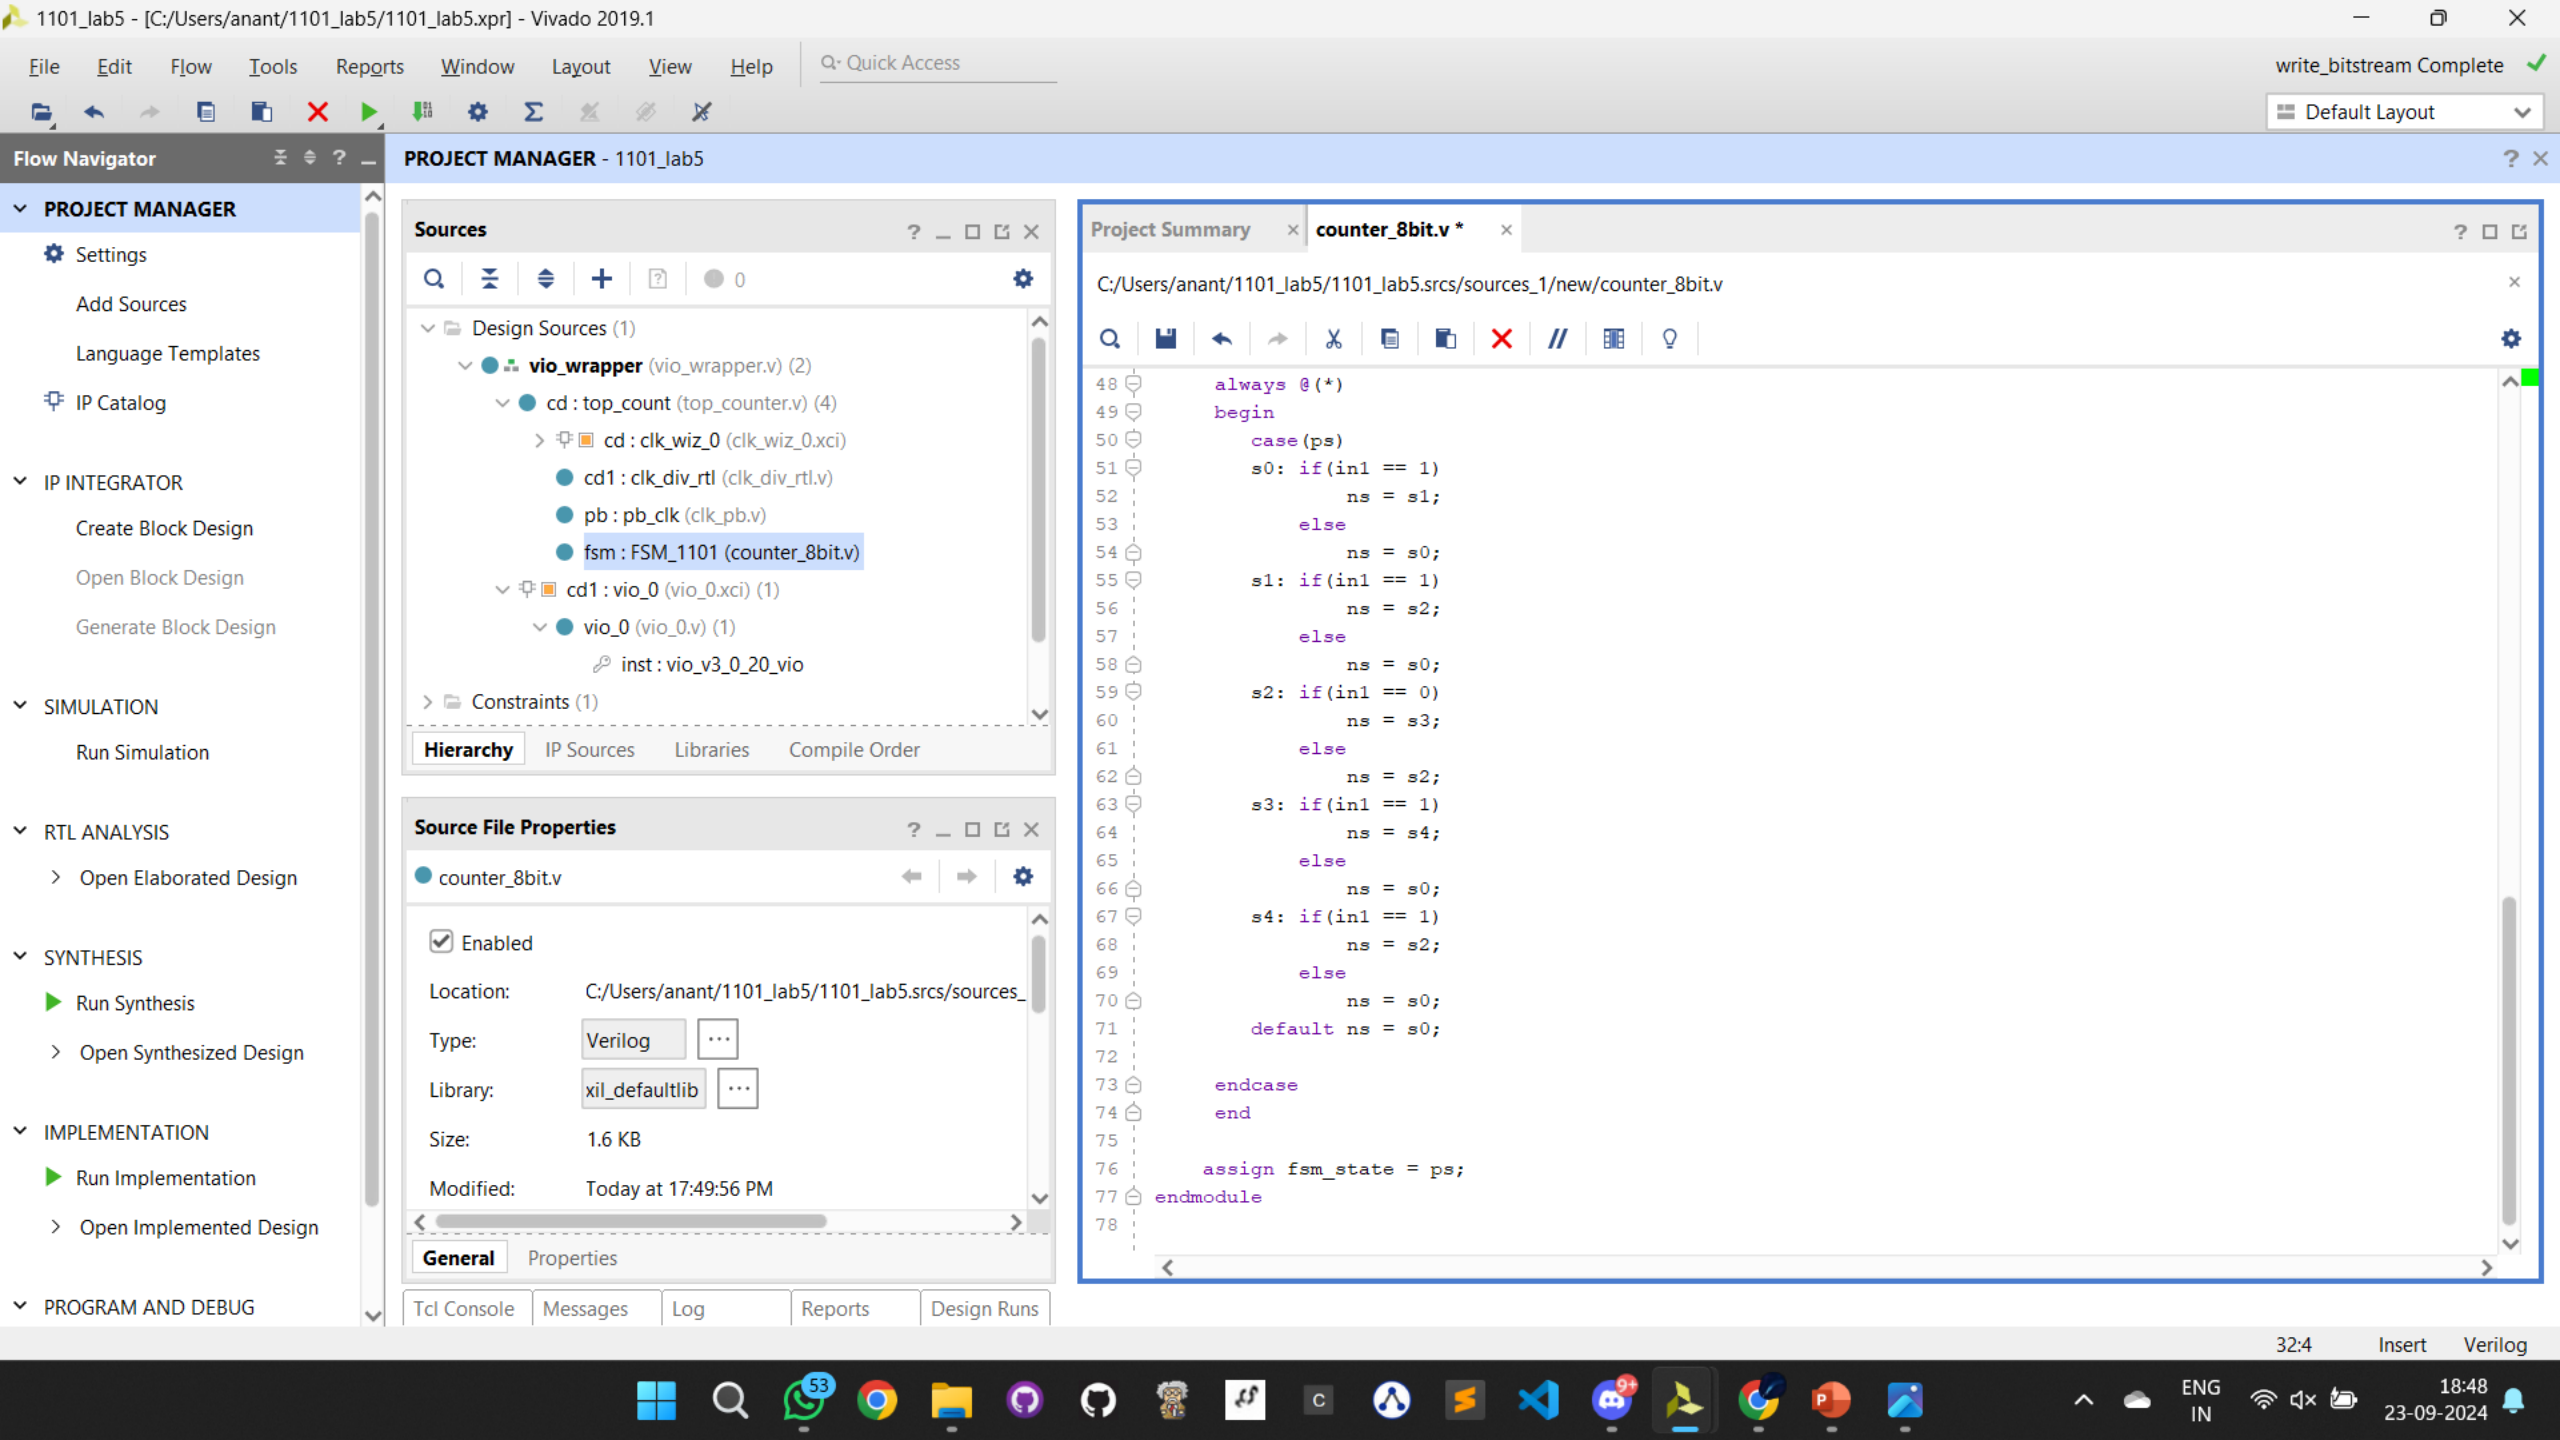 1101_lab5 - [C:/Users/anant/1101_lab5/1101_lab5.xpr] - Vivado 2019.1
File Edit Flow Tools Reports Window Layout View Help Quick Access
write_bitstream Complete
Default Layout
Flow Navigator
PROJECT MANAGER - 1101_lab5
PROJECT MANAGER
Settings
Add Sources
Language Templates
IP Catalog
IP INTEGRATOR
Create Block Design
Open Block Design
Generate Block Design
SIMULATION
Run Simulation
RTL ANALYSIS
Open Elaborated Design
SYNTHESIS
Run Synthesis
Open Synthesized Design
IMPLEMENTATION
Run Implementation
Open Implemented Design
PROGRAM AND DEBUG
Sources
0
Design Sources (1)
vio_wrapper (vio_wrapper.v) (2)
cd : top_count (top_counter.v) (4)
cd : clk_wiz_0 (clk_wiz_0.xci)
cd1 : clk_div_rtl (clk_div_rtl.v)
pb : pb_clk (clk_pb.v)
fsm : FSM_1101 (counter_8bit.v)
cd1 : vio_0 (vio_0.xci) (1)
vio_0 (vio_0.v) (1)
inst : vio_v3_0_20_vio
Constraints (1)
Hierarchy IP Sources Libraries Compile Order
Source File Properties
counter_8bit.v
Enabled
Location: C:/Users/anant/1101_lab5/1101_lab5.srcs/sources_
Type: Verilog ...
Library: xil_defaultlib ...
Size: 1.6 KB
Modified: Today at 17:49:56 PM
General Properties
Tcl Console Messages Log Reports Design Runs
Project Summary counter_8bit.v *
C:/Users/anant/1101_lab5/1101_lab5.srcs/sources_1/new/counter_8bit.v
48 always @(*)
49 begin
50 case(ps)
51 s0: if(in1 == 1)
52 ns = s1;
53 else
54 ns = s0;
55 s1: if(in1 == 1)
56 ns = s2;
57 else
58 ns = s0;
59 s2: if(in1 == 0)
60 ns = s3;
61 else
62 ns = s2;
63 s3: if(in1 == 1)
64 ns = s4;
65 else
66 ns = s0;
67 s4: if(in1 == 1)
68 ns = s2;
69 else
70 ns = s0;
71 default ns = s0;
72
73 endcase
74 end
75
76 assign fsm_state = ps;
77 endmodule
78
32:4 Insert Verilog
53
9+
ENG
IN
18:48
23-09-2024